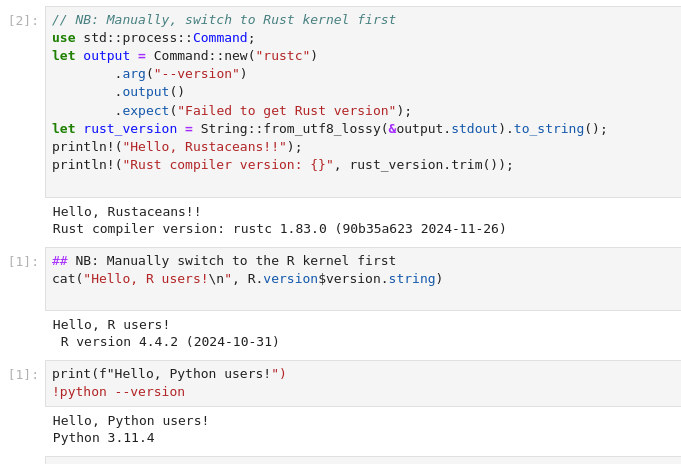 [2]:
// NB: Manually, switch to Rust kernel first
use std::process::Command;
let output = Command::new("rustc")
        .arg("--version")
        .output()
        .expect("Failed to get Rust version");
let rust_version = String::from_utf8_lossy(&output.stdout).to_string();
println!("Hello, Rustaceans!!");
println!("Rust compiler version: {}", rust_version.trim());
Hello, Rustaceans!!
Rust compiler version: rustc 1.83.0 (90b35a623 2024-11-26)
[1]:
## NB: Manually switch to the R kernel first
cat("Hello, R users!\n", R.version$version.string)
Hello, R users!
 R version 4.4.2 (2024-10-31)
[1]:
print(f"Hello, Python users!")
!python --version
Hello, Python users!
Python 3.11.4